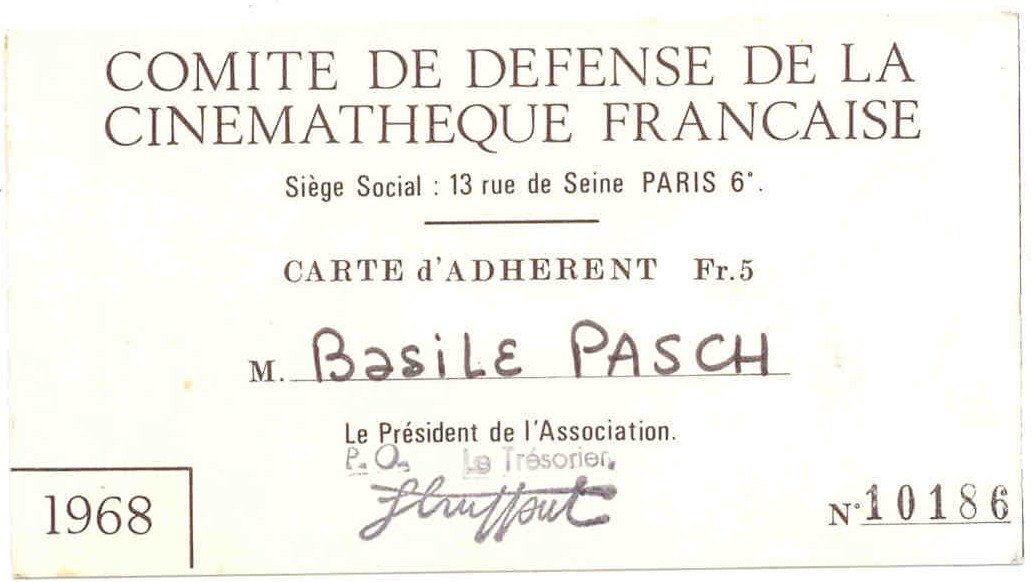 COMITE DE DEFENSE DE LA
CINEMATHEQUE FRANCAISE
Siège Social : 13 rue de Seine PARIS 6°.
CARTE d'ADHERENT Fr.5
M. Basile PASCH
Le Président de l'Association.
P.O. Le Trésorier,
1968
N° 10186